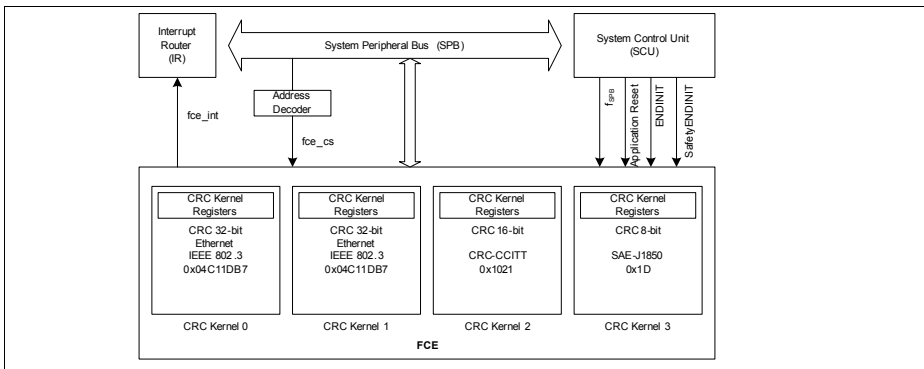 Interrupt
Router
(IR)
System Peripheral Bus (SPB)
System Control Unit
(SCU)
Address
Decoder
fce_int
fce_cs
fSPB
Application Reset
ENDINIT
SafetyENDINIT
CRC Kernel
Registers
CRC 32-bit
Ethernet
IEEE 802.3
0x04C11DB7
CRC Kernel 0
CRC Kernel
Registers
CRC 32-bit
Ethernet
IEEE 802.3
0x04C11DB7
CRC Kernel 1
CRC Kernel
Registers
CRC 16-bit
CRC-CCITT
0x1021
CRC Kernel 2
CRC Kernel
Registers
CRC 8-bit
SAE-J1850
0x1D
CRC Kernel 3
FCE